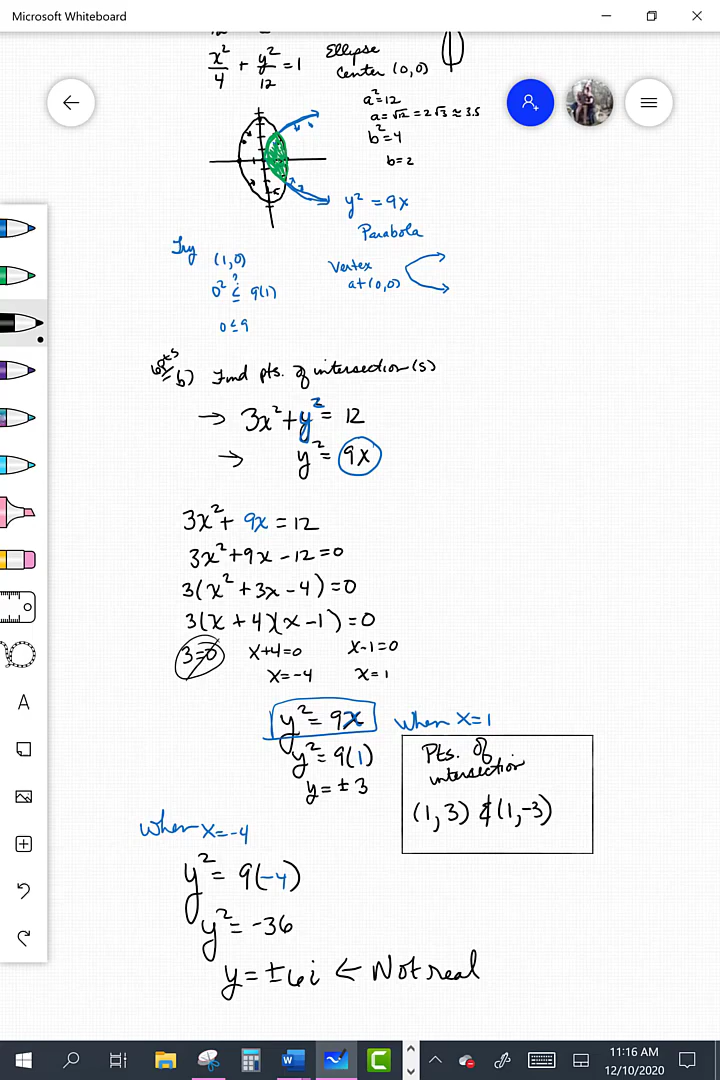 Microsoft Whiteboard
x²/4 + y²/12 = 1
Ellipse
Center (0,0)
a²=12
a=√12 = 2√3 ≈ 3.5
b²=4
b=2
y² = 9x
Parabola
Try (1,0)
0² ≤? 9(1)
0 ≤ 9
Vertex
at (0,0)
6pts
b) Find pts. of intersection(s)
→ 3x²+y² = 12
→ y² = 9x
3x² + 9x = 12
3x²+9x-12=0
3(x²+3x-4)=0
3(x+4)(x-1)=0
3=0 x+4=0 x-1=0
x=-4 x=1
y² = 9x when x=1
y² = 9(1)
y = ±3
Pts. of
intersection
(1,3) & (1,-3)
when x=-4
y² = 9(-4)
y² = -36
y = ±6i ← Not real
A
W
C
11:16 AM
12/10/2020